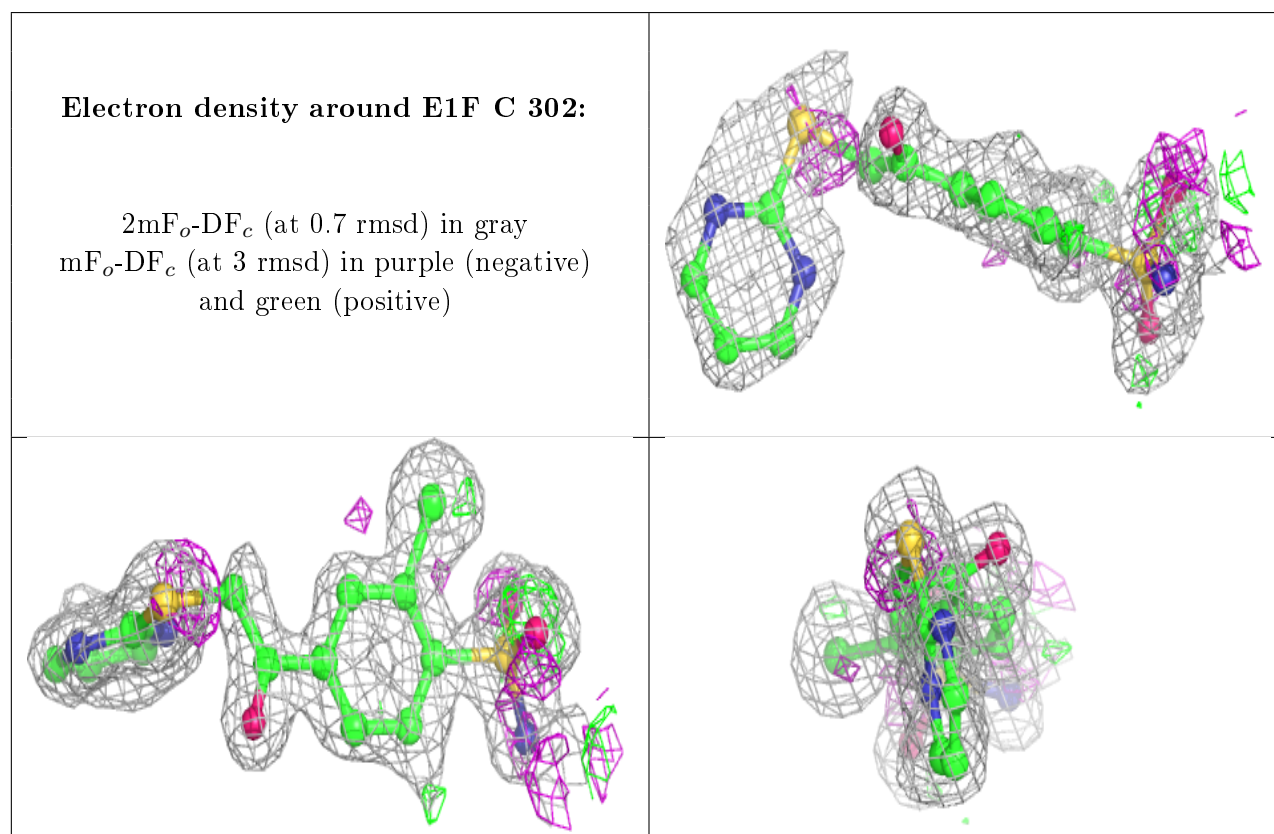 Electron density around E1F C 302:
2mFo-DFc (at 0.7 rmsd) in gray
mFo-DFc (at 3 rmsd) in purple (negative)
and green (positive)